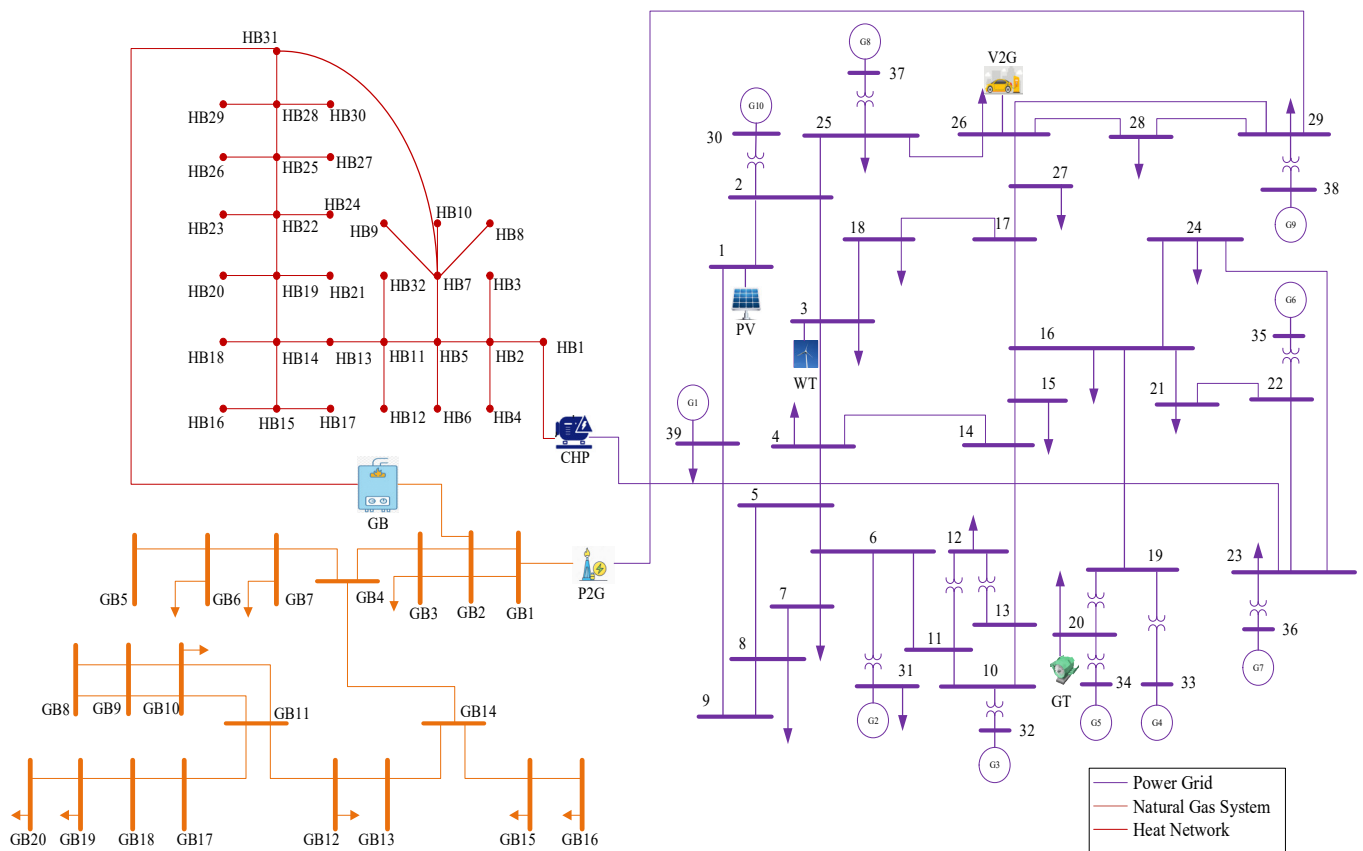 HB31
HB29
HB28
HB30
HB26
HB25
HB27
HB24
HB23
HB22
HB10
HB9
HB8
HB20
HB19
HB21
HB32
HB7
HB3
HB18
HB14
HB13
HB11
HB5
HB2
HB1
HB16
HB15
HB17
HB12
HB6
HB4
CHP
GB
P2G
GB5
GB6
GB7
GB4
GB3
GB2
GB1
GB8
GB9
GB10
GB11
GB14
GB20
GB19
GB18
GB17
GB12
GB13
GB15
GB16
G8
37
V2G
G10
30
25
26
28
29
2
27
38
G9
18
17
24
1
PV
3
WT
G6
35
16
15
21
22
G1
39
4
14
5
6
12
19
23
7
13
20
36
8
11
G7
31
10
GT
34
33
9
G2
32
G5
G4
G3
Power Grid
Natural Gas System
Heat Network